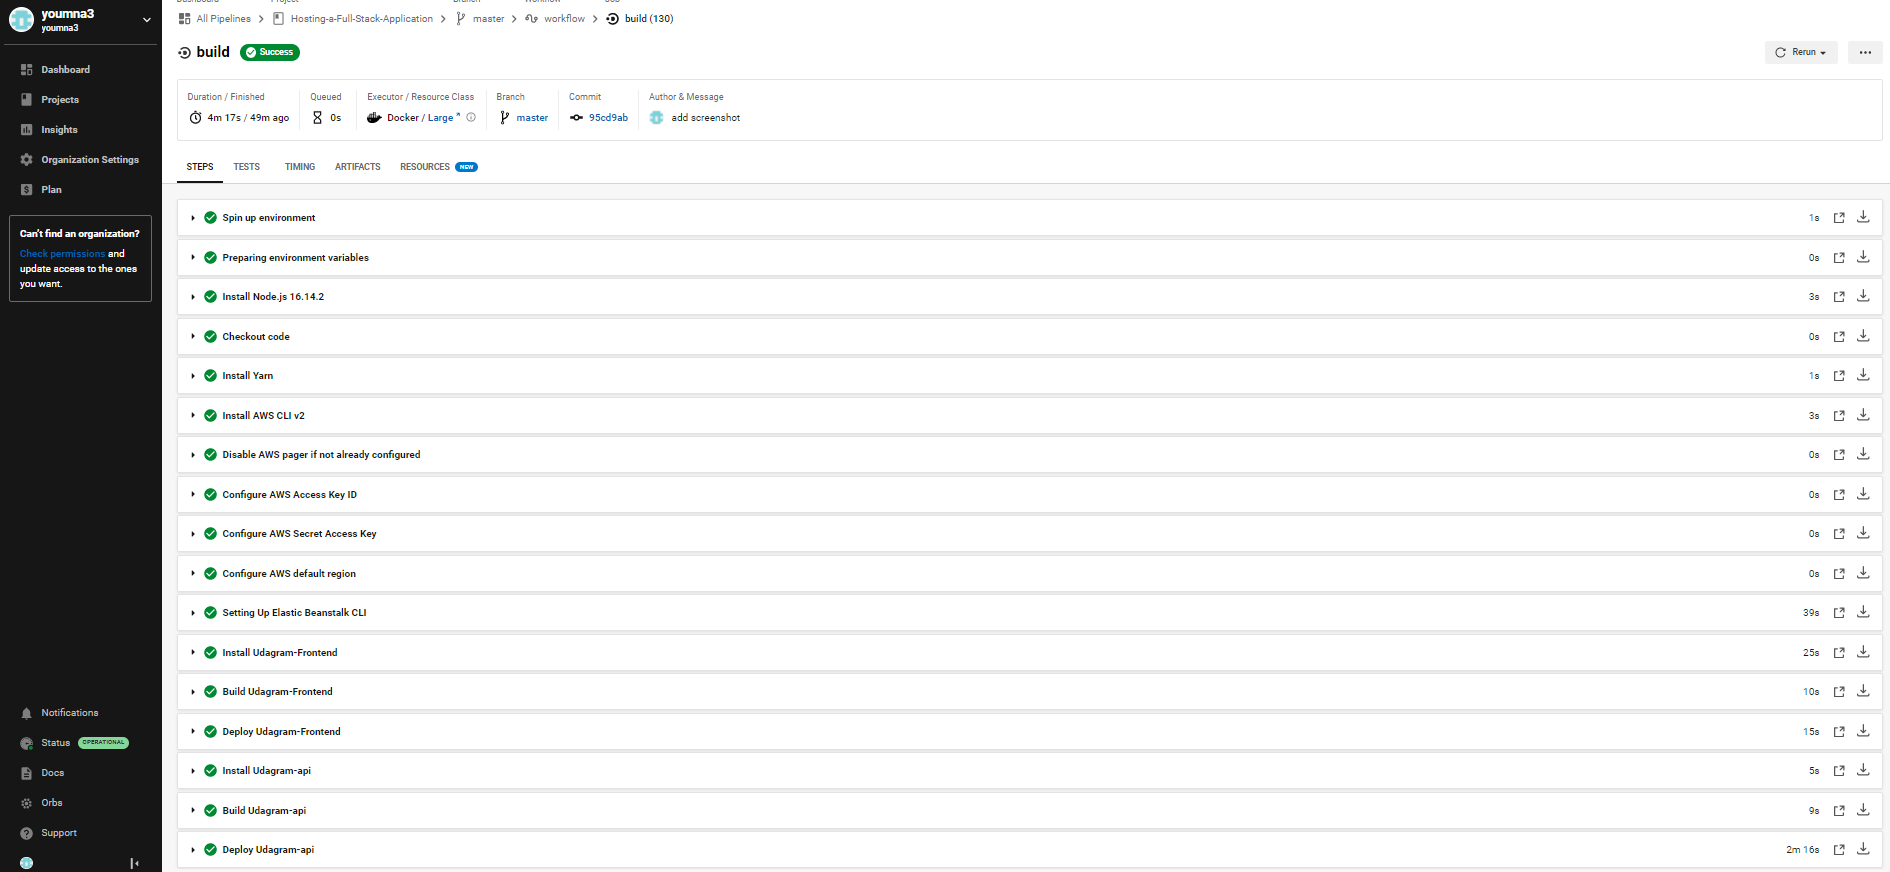 youmna3
youmna3
Dashboard
Projects
Insights
Organization Settings
Plan
Can't find an organization?
Check permissions and
update access to the ones
you want.
Notifications
Status OPERATIONAL
Docs
Orbs
Support
Dashboard Project Branch Workflow Job
All Pipelines Hosting-a-Full-Stack-Application master workflow build (130)
build Success
Rerun
Duration / Finished Queued Executor / Resource Class Branch Commit Author & Message
4m 17s / 49m ago 0s Docker / Large master 95cd9ab add screenshot
STEPS TESTS TIMING ARTIFACTS RESOURCES NEW
Spin up environment 1s
Preparing environment variables 0s
Install Node.js 16.14.2 3s
Checkout code 0s
Install Yarn 1s
Install AWS CLI v2 3s
Disable AWS pager if not already configured 0s
Configure AWS Access Key ID 0s
Configure AWS Secret Access Key 0s
Configure AWS default region 0s
Setting Up Elastic Beanstalk CLI 39s
Install Udagram-Frontend 25s
Build Udagram-Frontend 10s
Deploy Udagram-Frontend 15s
Install Udagram-api 5s
Build Udagram-api 9s
Deploy Udagram-api 2m 16s